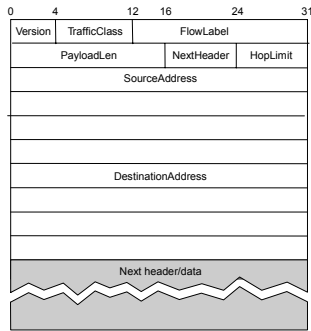 0 4 12 16 24 31
Version TrafficClass FlowLabel
PayloadLen NextHeader HopLimit
SourceAddress
DestinationAddress
Next header/data